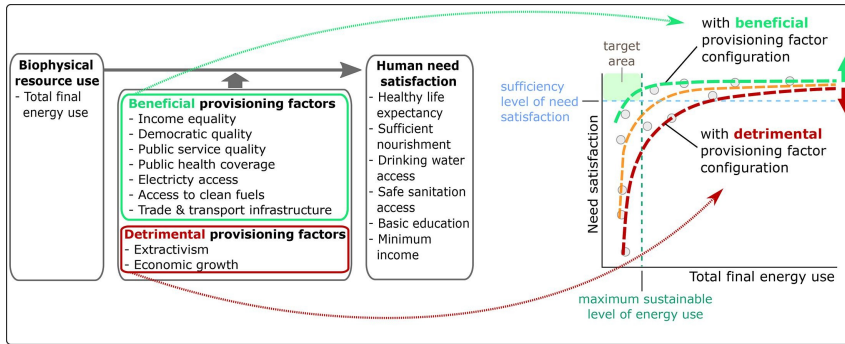 Biophysical
resource use
- Total final
energy use
Beneficial provisioning factors
- Income equality
- Democratic quality
- Public service quality
- Public health coverage
- Electricty access
- Access to clean fuels
- Trade & transport infrastructure
Detrimental provisioning factors
- Extractivism
- Economic growth
Human need
satisfaction
- Healthy life
expectancy
- Sufficient
nourishment
- Drinking water
access
- Safe sanitation
access
- Basic education
- Minimum
income
target
area
sufficiency
level of need
satisfaction
Need satisfaction
with beneficial
provisioning factor
configuration
with detrimental
provisioning factor
configuration
Total final energy use
maximum sustainable
level of energy use